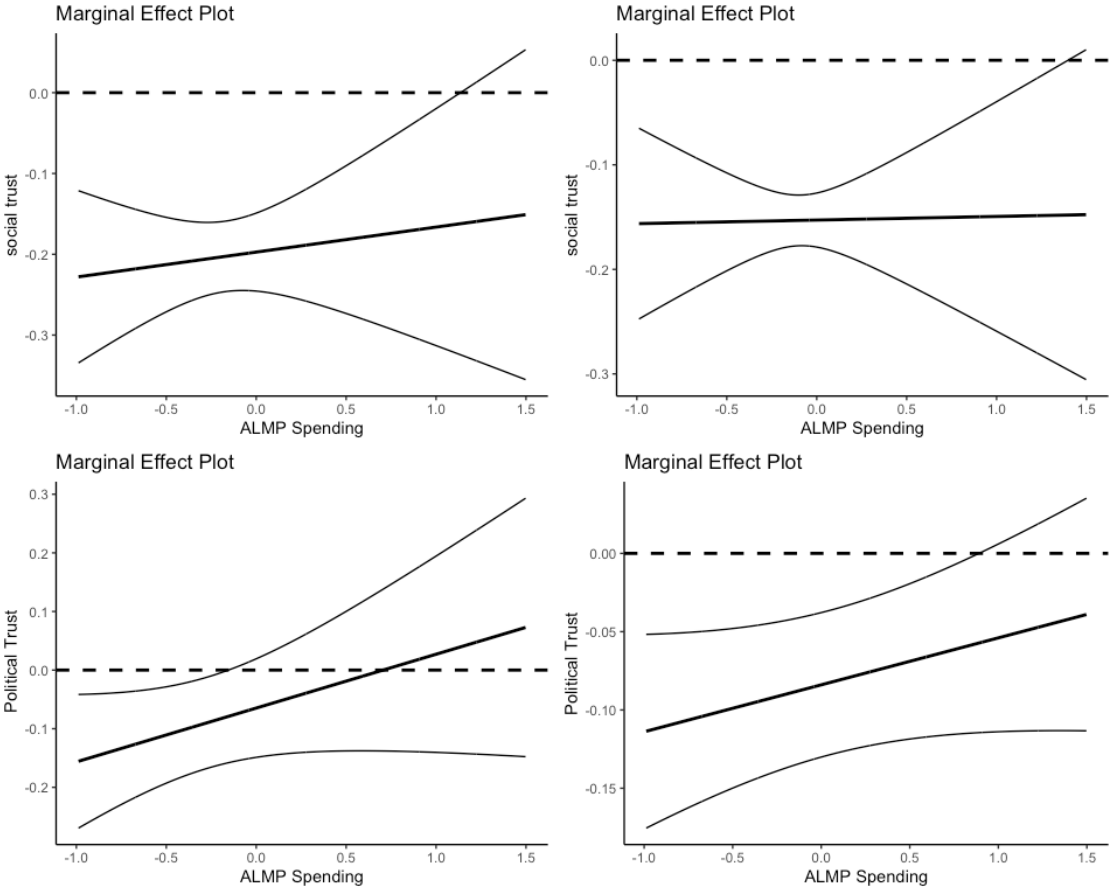 Marginal Effect Plot
social trust
0.0
-0.1
-0.2
-0.3
-1.0 -0.5 0.0 0.5 1.0 1.5
ALMP Spending
Marginal Effect Plot
social trust
0.0
-0.1
-0.2
-0.3
-1.0 -0.5 0.0 0.5 1.0 1.5
ALMP Spending
Marginal Effect Plot
Political Trust
0.3
0.2
0.1
0.0
-0.1
-0.2
-1.0 -0.5 0.0 0.5 1.0 1.5
ALMP Spending
Marginal Effect Plot
Political Trust
0.00
-0.05
-0.10
-0.15
-1.0 -0.5 0.0 0.5 1.0 1.5
ALMP Spending